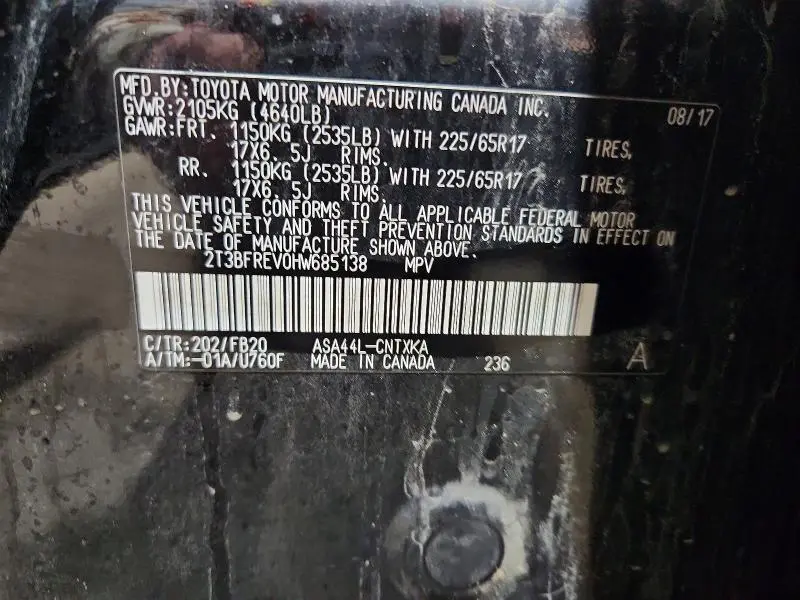 MFD.BY:TOYOTA MOTOR MANUFACTURING CANADA INC. 08/17
GVWR:2105KG (4640LB)
GAWR:FRT. 1150KG (2535LB) WITH 225/65R17 TIRES,
17X6.5J RIMS.
RR. 1150KG (2535LB) WITH 225/65R17 TIRES,
17X6.5J RIMS.
THIS VEHICLE CONFORMS TO ALL APPLICABLE FEDERAL MOTOR
VEHICLE SAFETY AND THEFT PREVENTION STANDARDS IN EFFECT ON
THE DATE OF MANUFACTURE SHOWN ABOVE.
2T3BFREV0HW685138 MPV
C/TR:202/FB20 ASA44L-CNTXKA
A/TM:-01A/U760F MADE IN CANADA 236 A